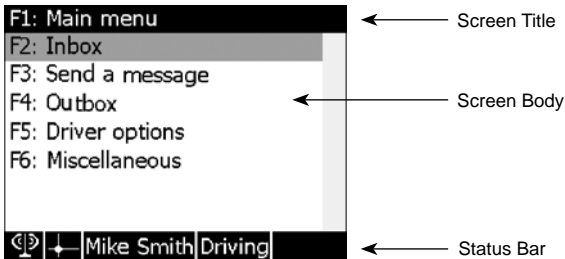 F1: Main menu
Screen Title
F2: Inbox
F3: Send a message
F4: Outbox
Screen Body
F5: Driver options
F6: Miscellaneous
Mike Smith Driving
Status Bar